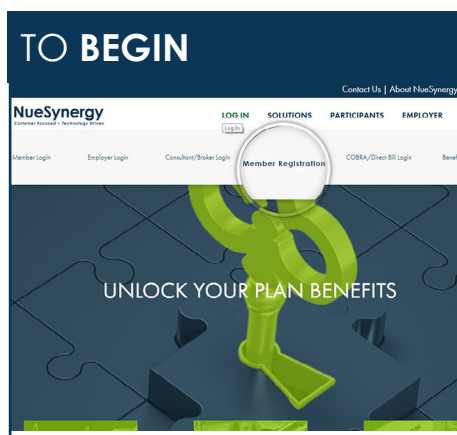 TO BEGIN
Contact Us | About NueSynergy
NueSynergy
Customer Focused • Technology Driven
LOG IN SOLUTIONS PARTICIPANTS EMPLOYER
Log In
Member Login Employer Login Consultant/Broker Login Member Registration COBRA/Direct Bill Login Benef
UNLOCK YOUR PLAN BENEFITS